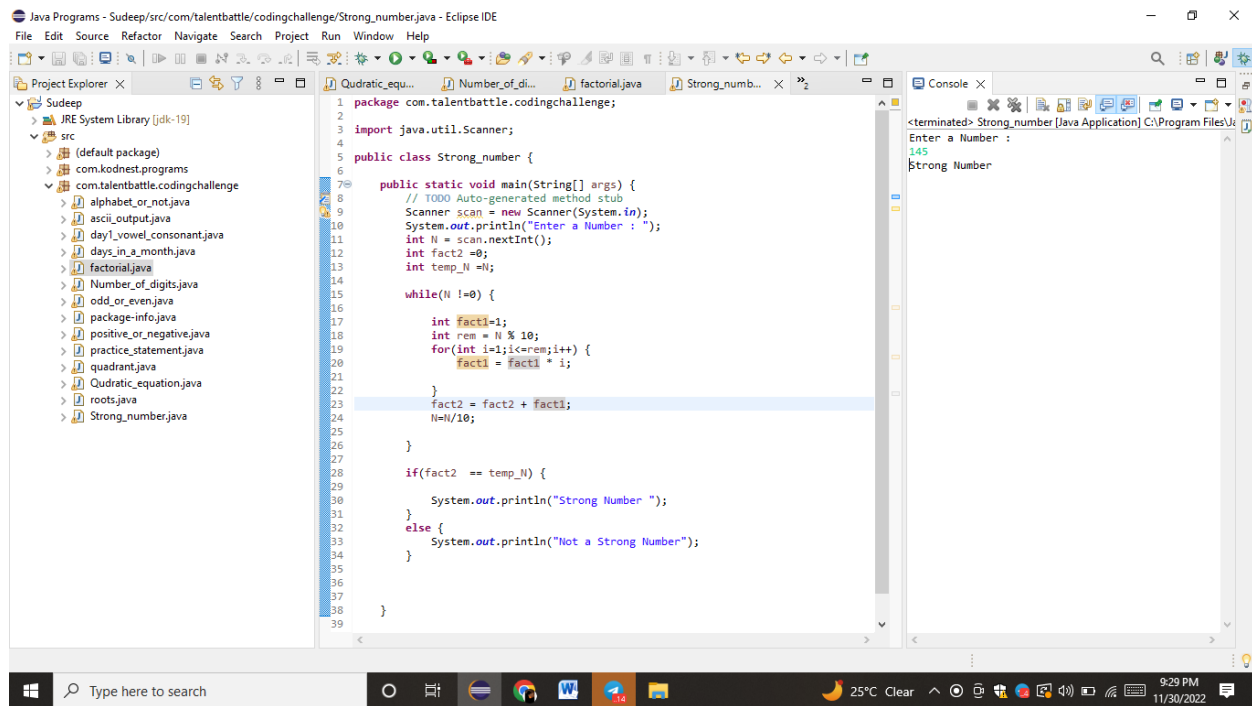 Java Programs - Sudeep/src/com/talentbattle/codingchallenge/Strong_number.java - Eclipse IDE
File Edit Source Refactor Navigate Search Project Run Window Help
Project Explorer
Sudeep
JRE System Library [jdk-19]
src
(default package)
com.kodnest.programs
com.talentbattle.codingchallenge
alphabet_or_not.java
ascii_output.java
day1_vowel_consonant.java
days_in_a_month.java
factorial.java
Number_of_digits.java
odd_or_even.java
package-info.java
positive_or_negative.java
practice_statement.java
quadrant.java
Qudratic_equation.java
roots.java
Strong_number.java
Qudratic_equ... Number_of_di... factorial.java Strong_numb... 2
1 package com.talentbattle.codingchallenge;
2
3 import java.util.Scanner;
4
5 public class Strong_number {
6
7 public static void main(String[] args) {
8 // TODO Auto-generated method stub
9 Scanner scan = new Scanner(System.in);
10 System.out.println("Enter a Number : ");
11 int N = scan.nextInt();
12 int fact2 =0;
13 int temp_N =N;
14
15 while(N !=0) {
16
17 int fact1=1;
18 int rem = N % 10;
19 for(int i=1;i<=rem;i++) {
20 fact1 = fact1 * i;
21
22 }
23 fact2 = fact2 + fact1;
24 N=N/10;
25
26 }
27
28 if(fact2  == temp_N) {
29
30 System.out.println("Strong Number ");
31 }
32 else {
33 System.out.println("Not a Strong Number");
34 }
35
36
37
38 }
39
Console
<terminated> Strong_number [Java Application] C:\Program Files\Ja
Enter a Number :
145
Strong Number
Type here to search
14
25°C Clear
9:29 PM
11/30/2022